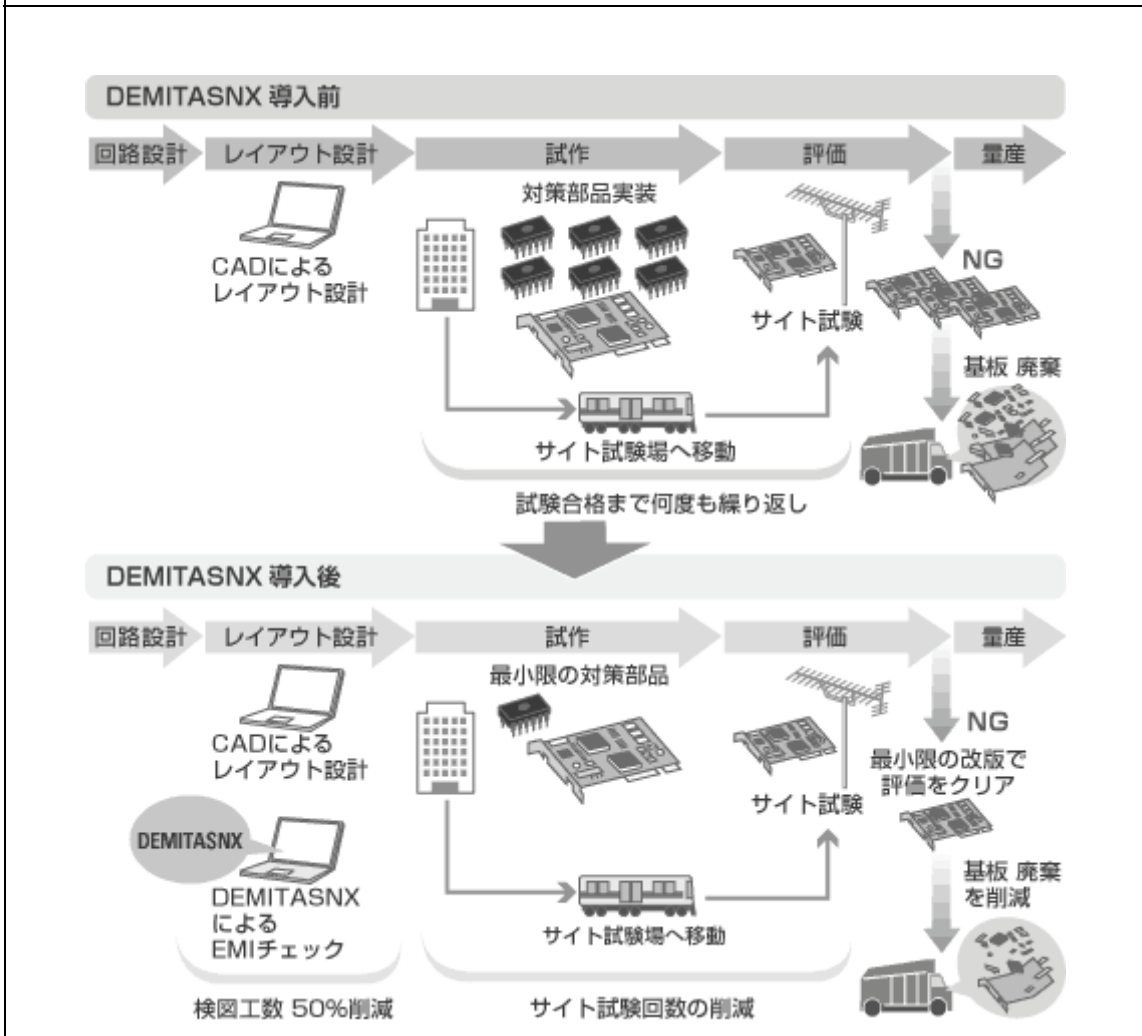 DEMITASNX 導入前
回路設計
レイアウト設計
試作
評価
量産
対策部品実装
CADによる
レイアウト設計
サイト試験
NG
基板 廃棄
サイト試験場へ移動
試験合格まで何度も繰り返し
DEMITASNX 導入後
回路設計
レイアウト設計
試作
評価
量産
最小限の対策部品
CADによる
レイアウト設計
サイト試験
NG
最小限の改版で
評価をクリア
DEMITASNX
DEMITASNX
による
EMIチェック
サイト試験場へ移動
基板 廃棄
を削減
検図工数 50%削減
サイト試験回数の削減